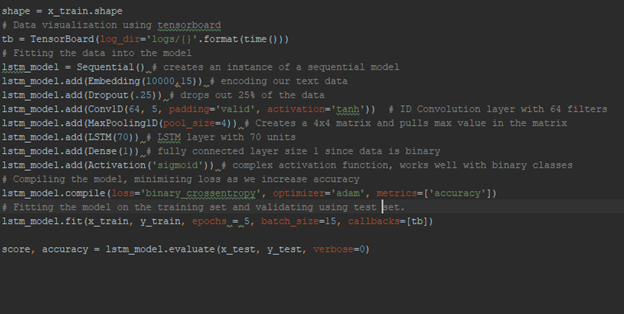 shape = x_train.shape
# Data visualization using tensorboard
tb = TensorBoard(log_dir='logs/{}'.format(time()))
# Fitting the data into the model
lstm_model = Sequential() # creates an instance of a sequential model
lstm_model.add(Embedding(10000,15)) # encoding our text data
lstm_model.add(Dropout(.25)) # drops out 25% of the data
lstm_model.add(Conv1D(64, 5, padding='valid', activation='tanh'))  # 1D Convolution layer with 64 filters
lstm_model.add(MaxPooling1D(pool_size=4)) # Creates a 4x4 matrix and pulls max value in the matrix
lstm_model.add(LSTM(70)) # LSTM layer with 70 units
lstm_model.add(Dense(1)) # fully connected layer size 1 since data is binary
lstm_model.add(Activation('sigmoid')) # complex activation function, works well with binary classes
# Compiling the model, minimizing loss as we increase accuracy
lstm_model.compile(loss='binary_crossentropy', optimizer='adam', metrics=['accuracy'])
# Fitting the model on the training set and validating using test set.
lstm_model.fit(x_train, y_train, epochs = 5, batch_size=15, callbacks=[tb])
score, accuracy = lstm_model.evaluate(x_test, y_test, verbose=0)